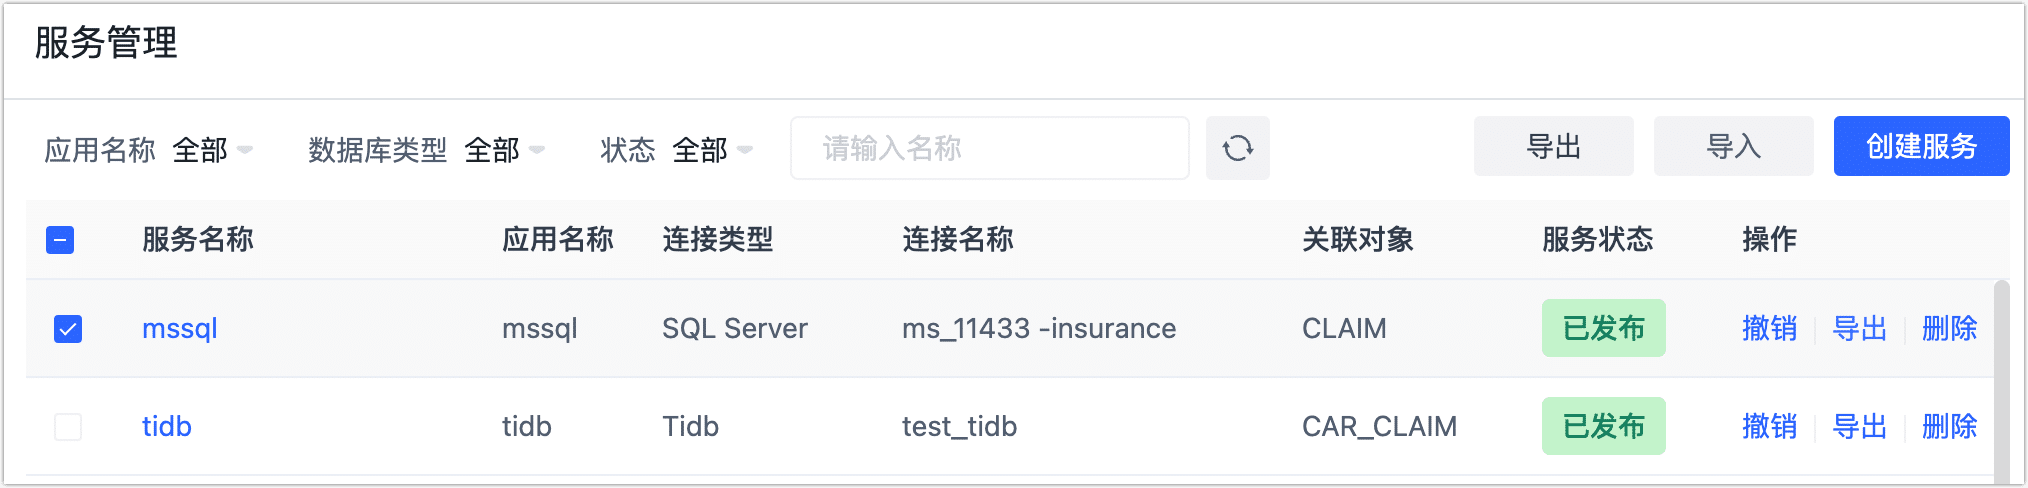 服务管理
应用名称 全部 数据库类型 全部 状态 全部 请输入名称 导出 导入 创建服务
服务名称 应用名称 连接类型 连接名称 关联对象 服务状态 操作
mssql mssql SQL Server ms_11433 -insurance CLAIM 已发布 撤销 导出 删除
tidb tidb Tidb test_tidb CAR_CLAIM 已发布 撤销 导出 删除